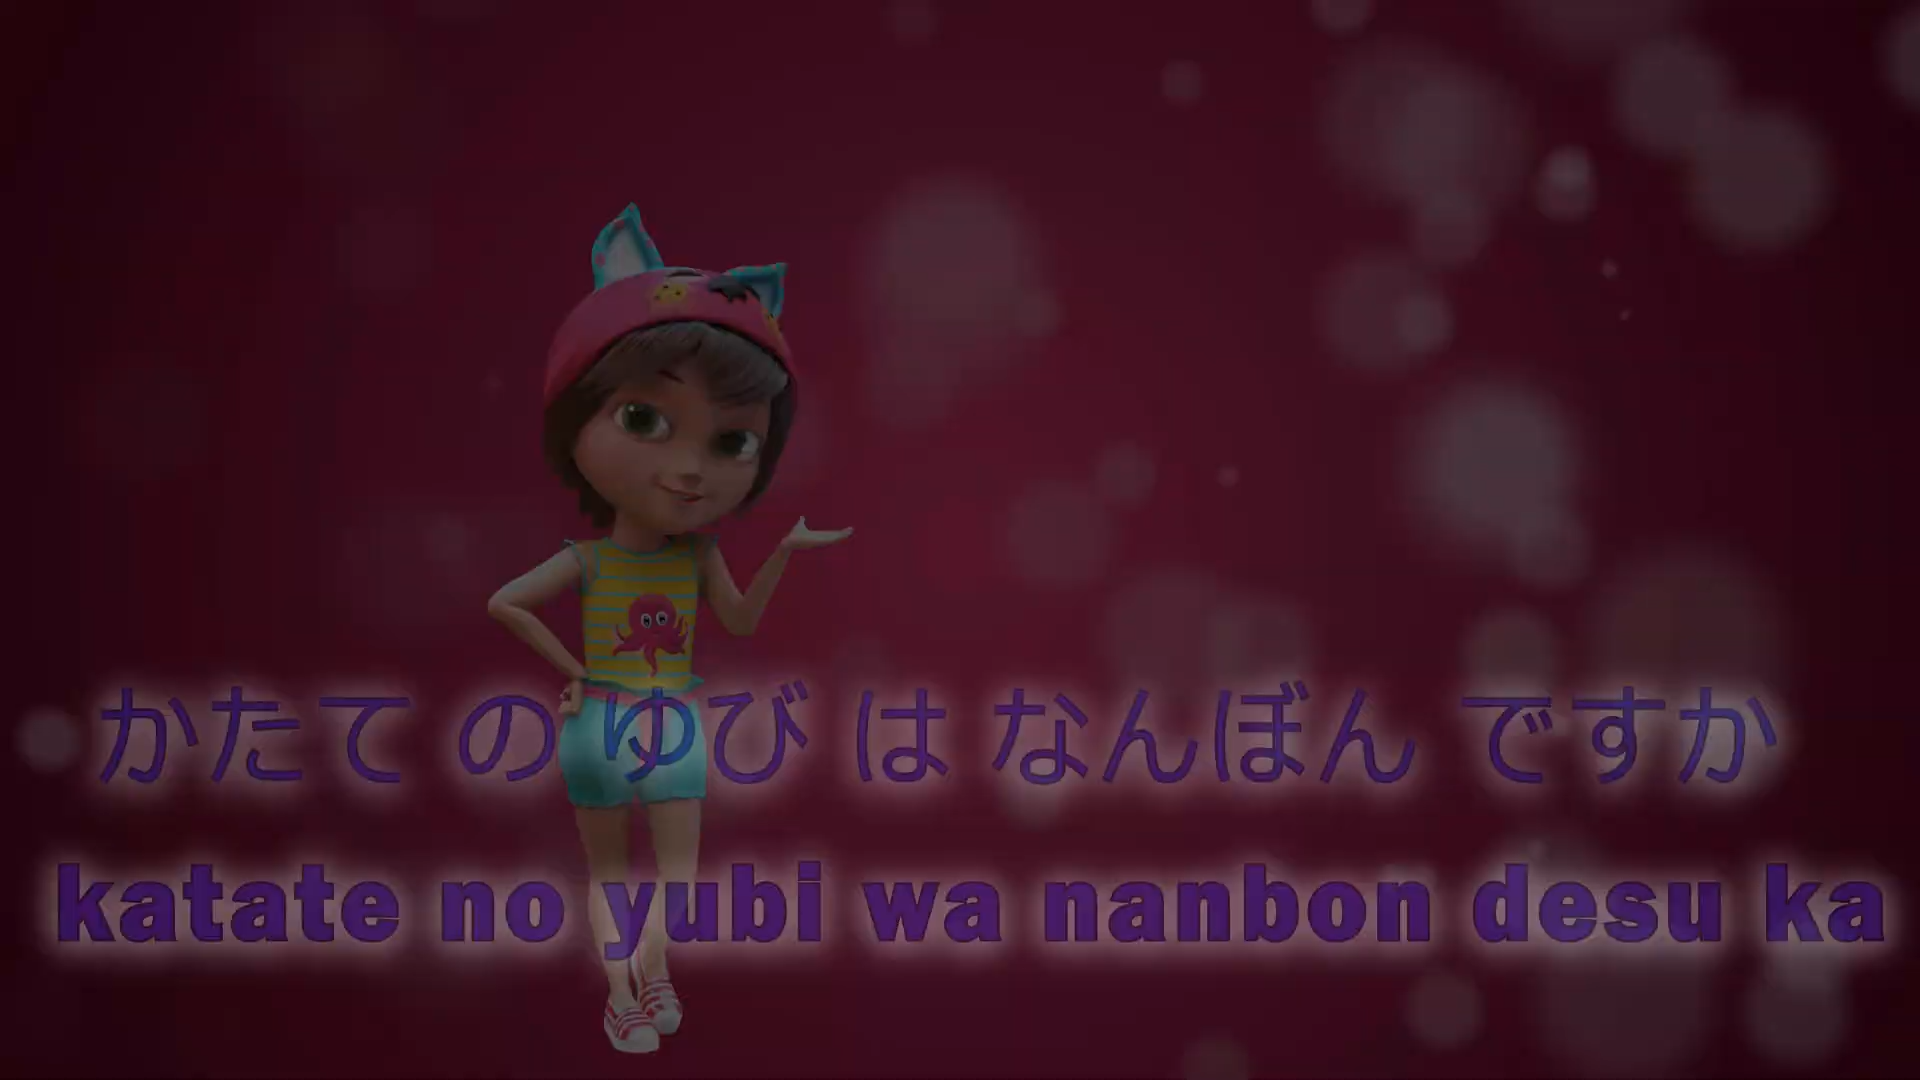 かたて の ゆび は なんぼん ですか
katate no yubi wa nanbon desu ka